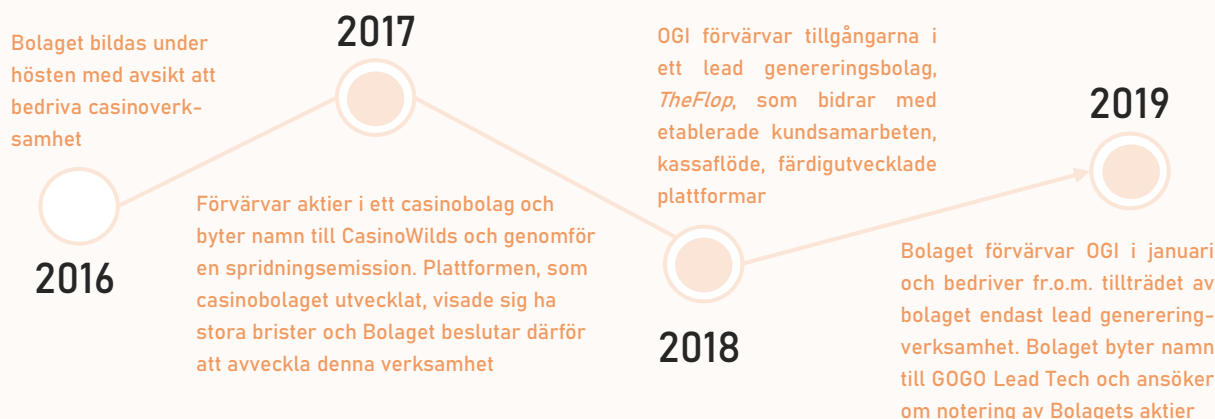 Bolaget bildas under
hösten med avsikt att
bedriva casinoverk-
samhet
2016
2017
Förvärvar aktier i ett casinobolag och
byter namn till CasinoWilds och genomför
en spridningsemission. Plattformen, som
casinobolaget utvecklat, visade sig ha
stora brister och Bolaget beslutar därför
att avveckla denna verksamhet
OGI förvärvar tillgångarna i
ett lead genereringsbolag,
TheFlop, som bidrar med
etablerade kundsamarbeten,
kassaflöde, färdigutvecklade
plattformar
2018
2019
Bolaget förvärvar OGI i januari
och bedriver fr.o.m. tillträdet av
bolaget endast lead generering-
verksamhet. Bolaget byter namn
till GOGO Lead Tech och ansöker
om notering av Bolagets aktier